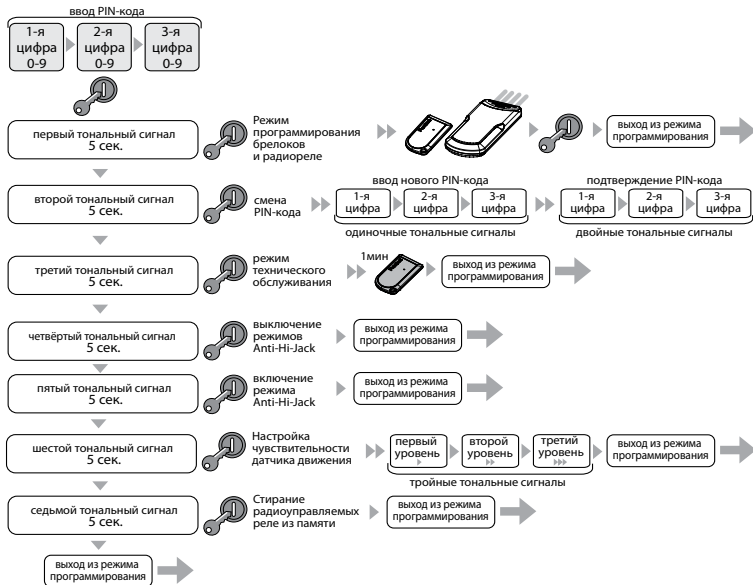 ввод PIN-кода
1-я
цифра
0-9
2-я
цифра
0-9
3-я
цифра
0-9
первый тональный сигнал
5 сек.
Режим
программирования
брелоков
и радиореле
выход из режима
программирования
второй тональный сигнал
5 сек.
смена
PIN-кода
ввод нового PIN-кода
1-я
цифра
2-я
цифра
3-я
цифра
одиночные тональные сигналы
подтверждение PIN-кода
1-я
цифра
2-я
цифра
3-я
цифра
двойные тональные сигналы
третий тональный сигнал
5 сек.
режим
технического
обслуживания
1мин
выход из режима
программирования
четвёртый тональный сигнал
5 сек.
выключение
режимов
Anti-Hi-Jack
выход из режима
программирования
пятый тональный сигнал
5 сек.
включение
режима
Anti-Hi-Jack
выход из режима
программирования
шестой тональный сигнал
5 сек.
Настройка
чувствительности
датчика движения
первый
уровень
второй
уровень
третий
уровень
тройные тональные сигналы
выход из режима
программирования
седьмой тональный сигнал
5 сек.
Стирание
радиоуправляемых
реле из памяти
выход из режима
программирования
выход из режима
программирования